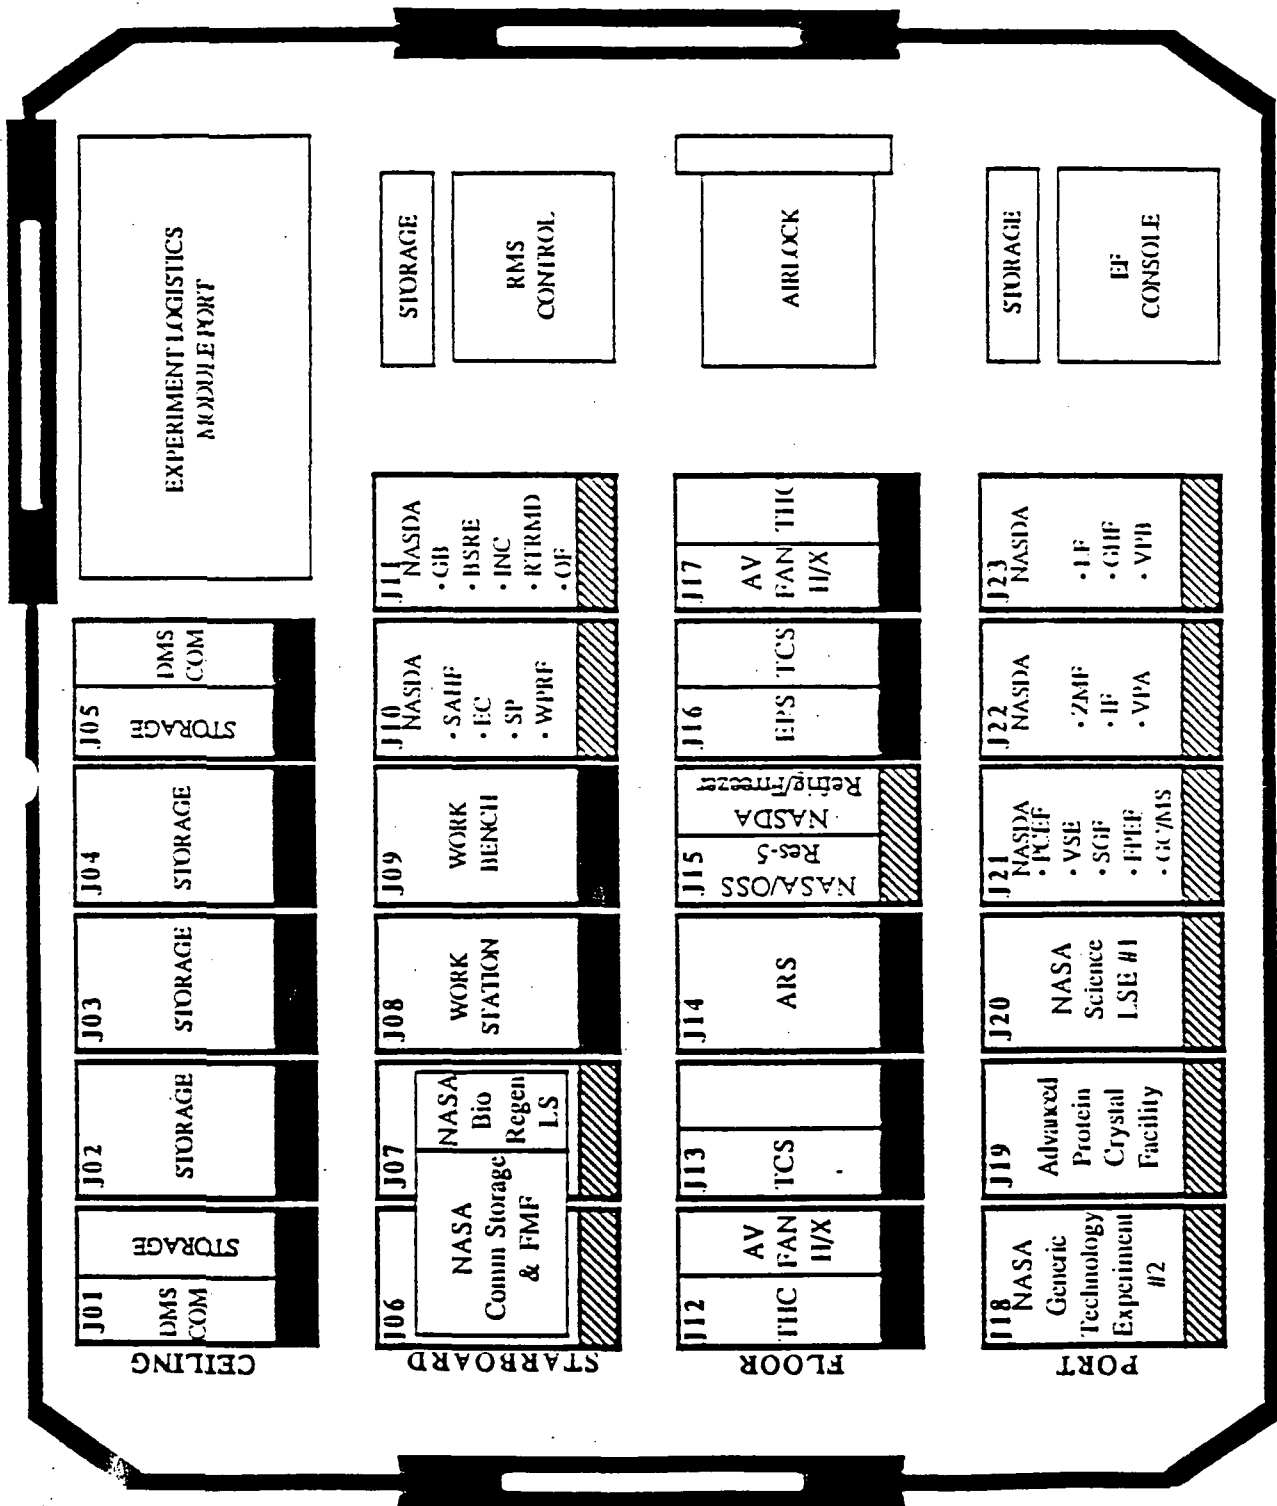 CEILING
J01
DMS
COM
STORAGE
J02
STORAGE
J03
STORAGE
J04
STORAGE
J05
STORAGE
DMS
COM
EXPERIMENT LOGISTICS
MODULE PORT
STARBOARD
J06
NASA
Comm Storage
& FMF
J07
NASA
Bio
Regen
LS
J08
WORK
STATION
J09
WORK
BENCH
J10
NASDA
• SAHF
• EC
• SP
• WPRF
J11
NASDA
• GB
• BSRE
• INC
• RTRMD
• OF
STORAGE
RMS
CONTROL
FLOOR
J12
THC
AV
FAN
H/X
J13
TCS
J14
ARS
J15
NASA/OSS
Res-5
NASDA
Refrig/Freezer
J16
EPS
TCS
J17
AV
FAN
H/X
THC
AIRLOCK
PORT
J18
NASA
Generic
Technology
Experiment
#2
J19
Advanced
Protein
Crystal
Facility
J20
NASA
Science
LSE #1
J21
NASDA
• PCEF
• VSE
• SGF
• FPEF
• GC/MS
J22
NASDA
• ZMF
• IF
• VPA
J23
NASDA
• LF
• GHF
• VPB
STORAGE
EF
CONSOLE